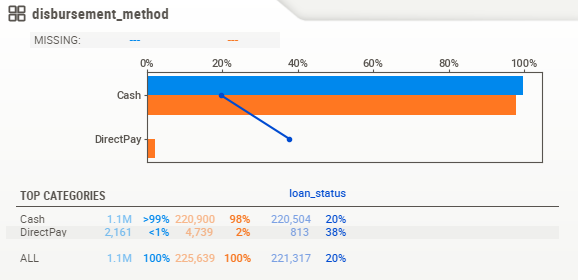 disbursement_method
MISSING: --- ---
0% 20% 40% 60% 80% 100%
Cash
DirectPay
TOP CATEGORIES loan_status
Cash 1.1M >99% 220,900 98% 220,504 20%
DirectPay 2,161 <1% 4,739 2% 813 38%
ALL 1.1M 100% 225,639 100% 221,317 20%